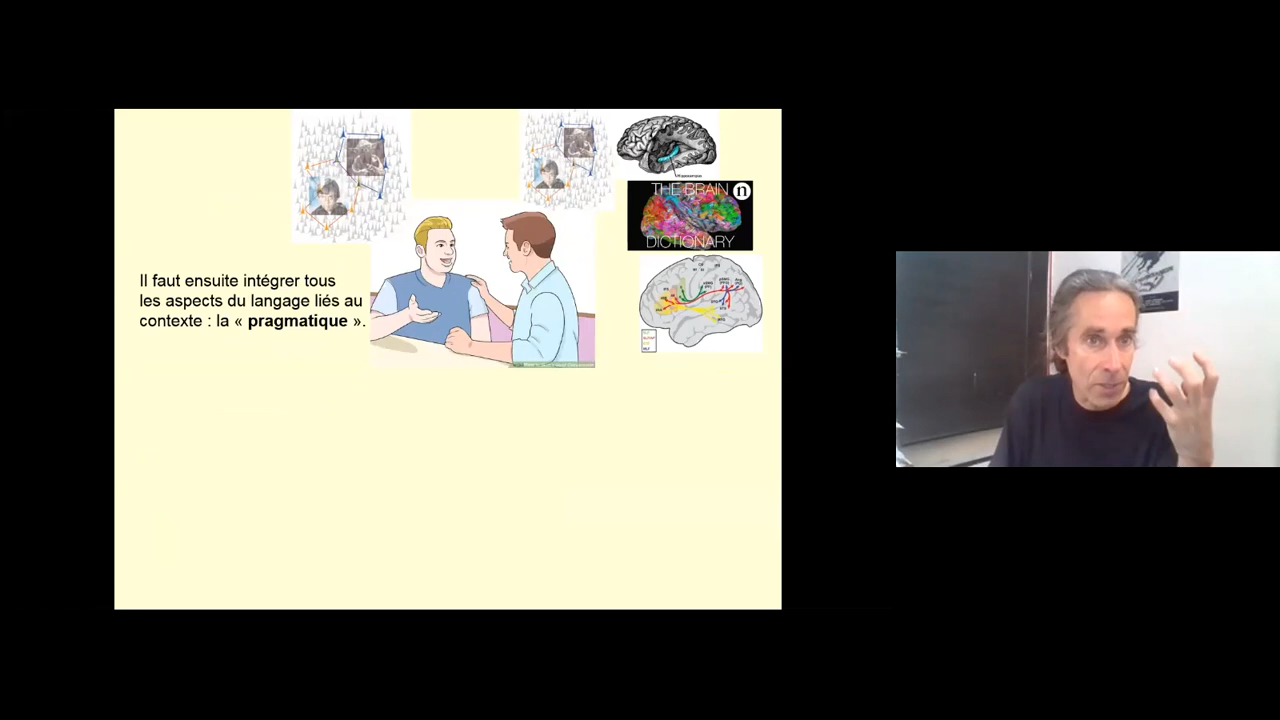 THE BRAIN n
DICTIONARY
Il faut ensuite intégrer tous
les aspects du langage liés au
contexte : la « pragmatique ».